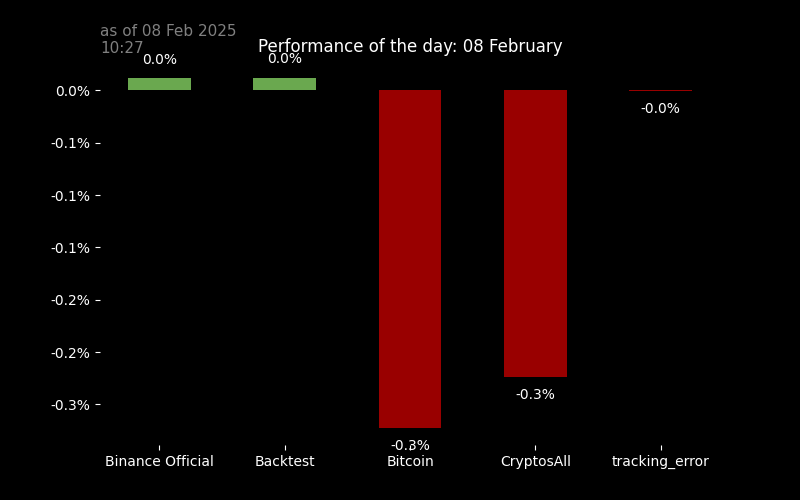 as of 08 Feb 2025
10:27
Performance of the day: 08 February
0.0%
0.0%
0.0%
-0.1%
-0.1%
-0.1%
-0.2%
-0.2%
-0.3%
-0.0%
-0.3%
-0.3%
Binance Official
Backtest
Bitcoin
CryptosAll
tracking_error